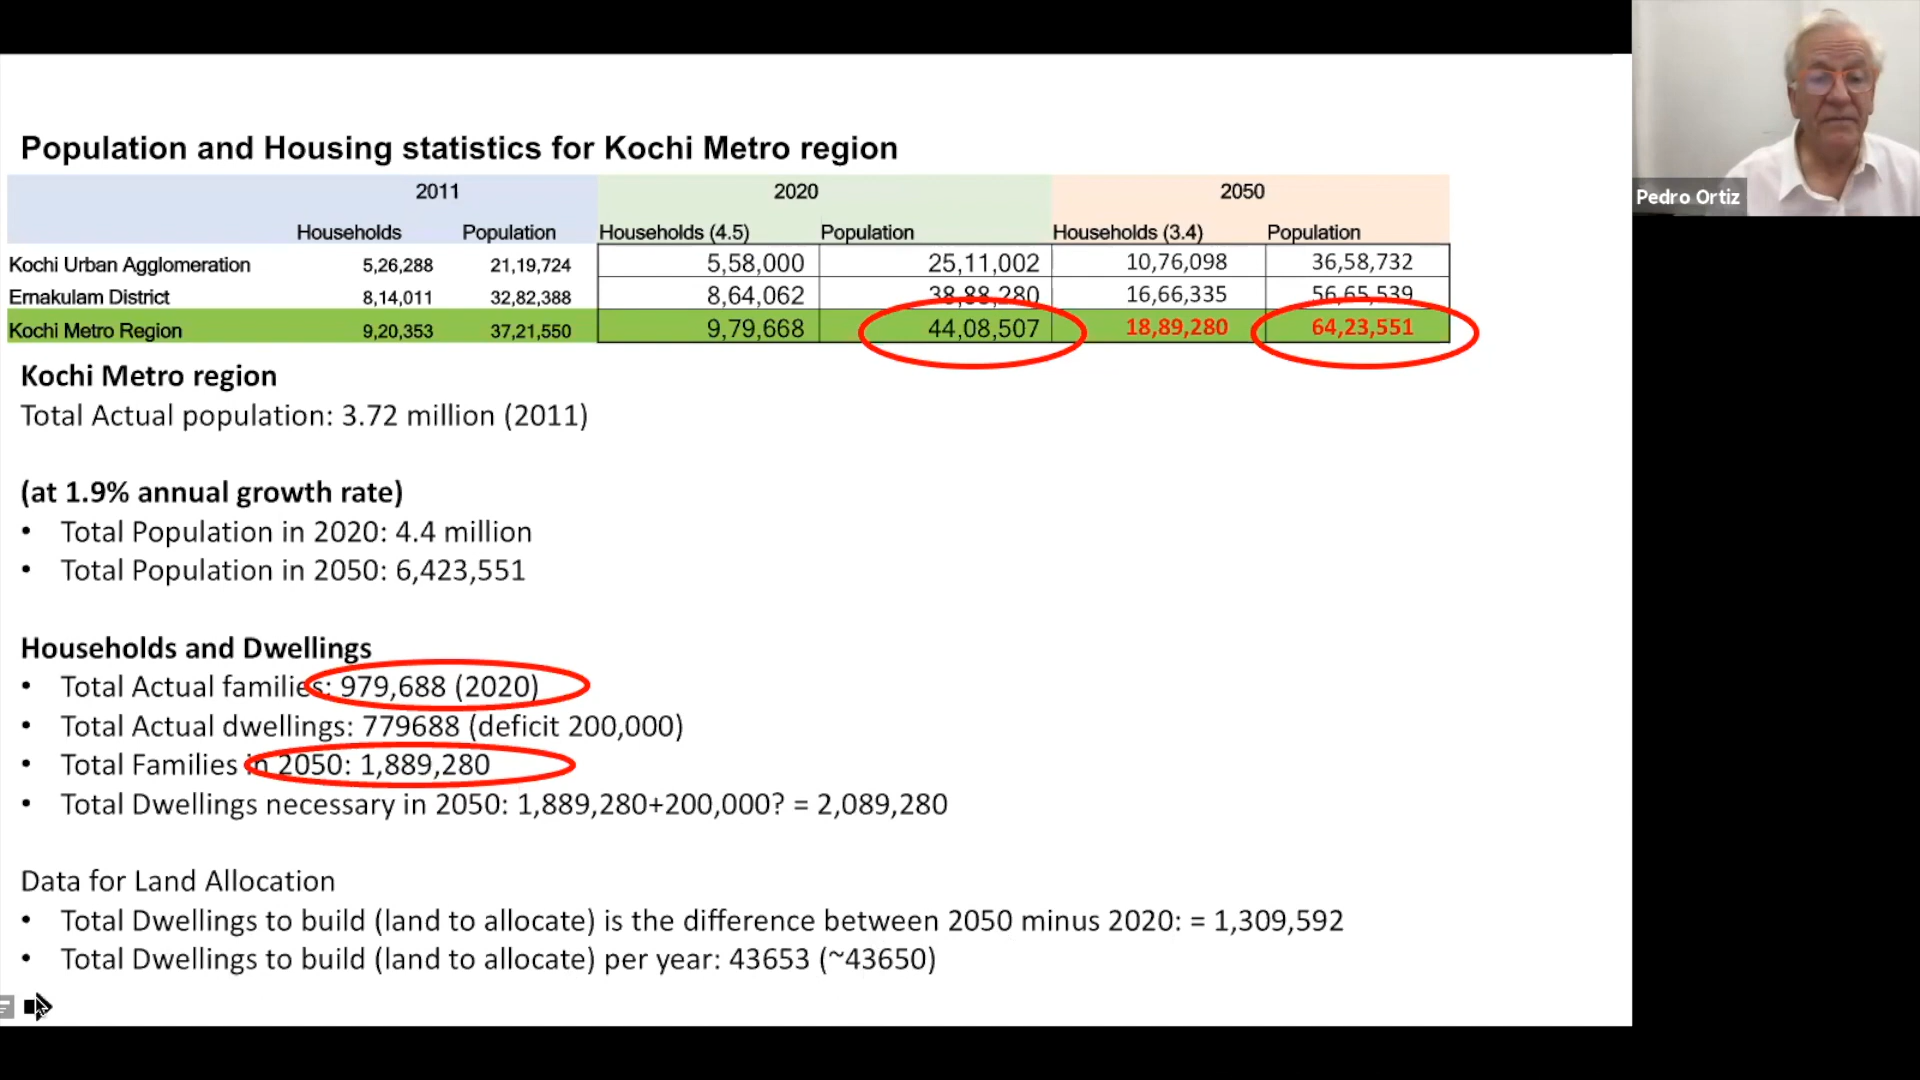 Pedro Ortiz
Population and Housing statistics for Kochi Metro region
2011 2020 2050
Households Population Households (4.5) Population Households (3.4) Population
Kochi Urban Agglomeration 5,26,288 21,19,724 5,58,000 25,11,002 10,76,098 36,58,732
Ernakulam District 8,14,011 32,82,388 8,64,062 38,88,280 16,66,335 56,65,539
Kochi Metro Region 9,20,353 37,21,550 9,79,668 44,08,507 18,89,280 64,23,551
Kochi Metro region
Total Actual population: 3.72 million (2011)
(at 1.9% annual growth rate)
• Total Population in 2020: 4.4 million
• Total Population in 2050: 6,423,551
Households and Dwellings
• Total Actual families: 979,688 (2020)
• Total Actual dwellings: 779688 (deficit 200,000)
• Total Families in 2050: 1,889,280
• Total Dwellings necessary in 2050: 1,889,280+200,000? = 2,089,280
Data for Land Allocation
• Total Dwellings to build (land to allocate) is the difference between 2050 minus 2020: = 1,309,592
• Total Dwellings to build (land to allocate) per year: 43653 (~43650)